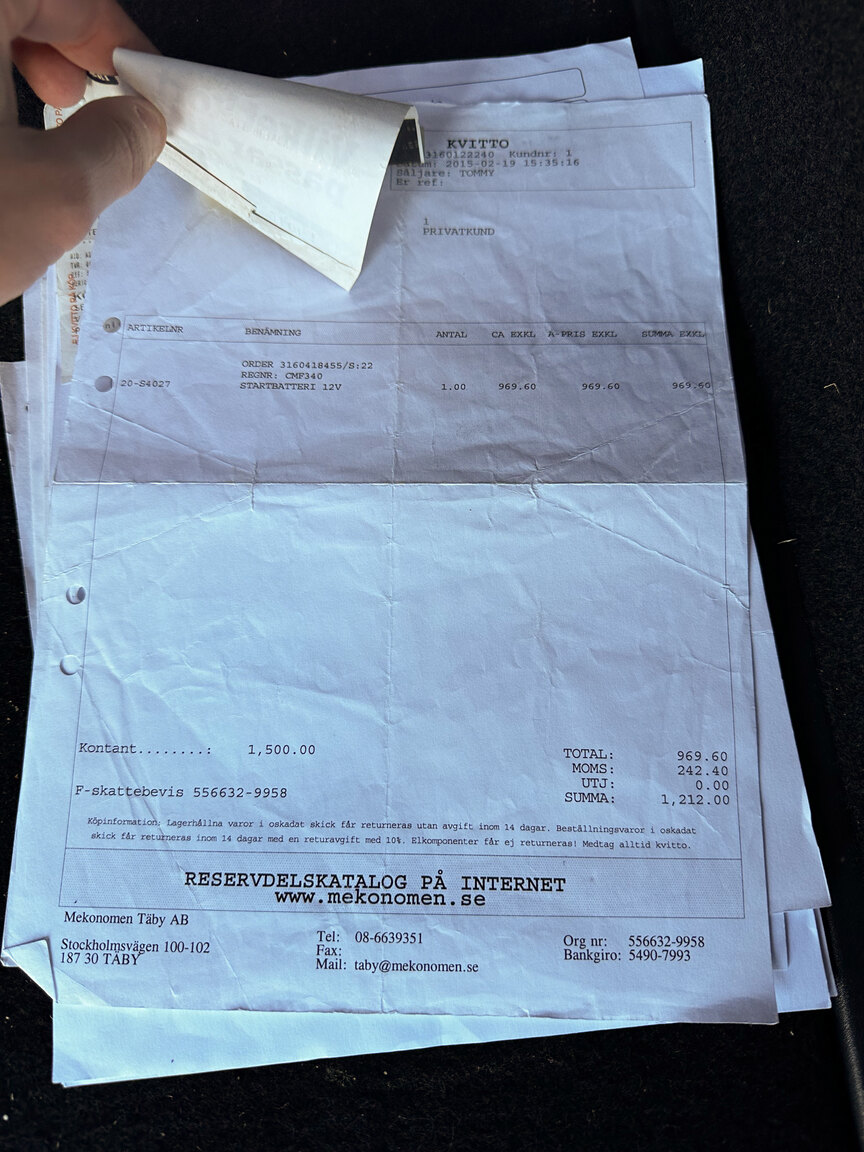 KVITTO
3160122240 Kundnr: 1
2015-02-19 15:35:16
Säljare: TOMMY
Er ref:
1
PRIVATKUND
ARTIKELNR BENÄMNING ANTAL CA EXKL A-PRIS EXKL SUMMA EXKL
ORDER 3160418455/S:22
REGNR: CMF340
20-S4027 STARTBATTERI 12V 1.00 969.60 969.60 969.60
Kontant........: 1,500.00
TOTAL: 969.60
MOMS: 242.40
UTJ: 0.00
SUMMA: 1,212.00
F-skattebevis 556632-9958
Köpinformation: Lagerhållna varor i oskadat skick får returneras utan avgift inom 14 dagar. Beställningsvaror i oskadat
skick får returneras inom 14 dagar med en returavgift med 10%. Elkomponenter får ej returneras! Medtag alltid kvitto.
RESERVDELSKATALOG PÅ INTERNET
www.mekonomen.se
Mekonomen Täby AB
Stockholmsvägen 100-102
187 30 TÄBY
Tel: 08-6639351
Fax:
Mail: taby@mekonomen.se
Org nr: 556632-9958
Bankgiro: 5490-7993